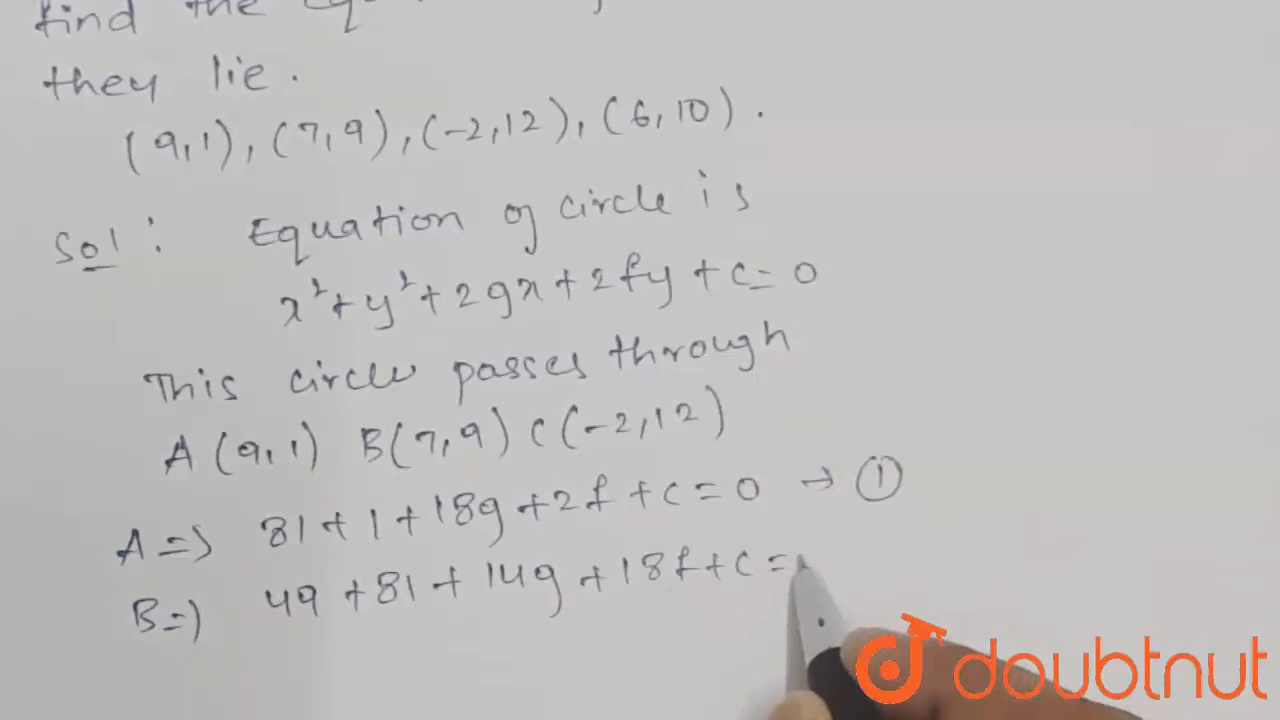 find the
they lie.
(9,1), (7,9), (-2,12), (6,10).
Sol: Equation of circle is
x²+y²+2gx+2fy+c=0
This circle passes through
A(9,1) B(7,9) C(-2,12)
A=> 81+1+18g+2f+c=0 → ①
B=> 49+81+14g+18f+c=
doubtnut